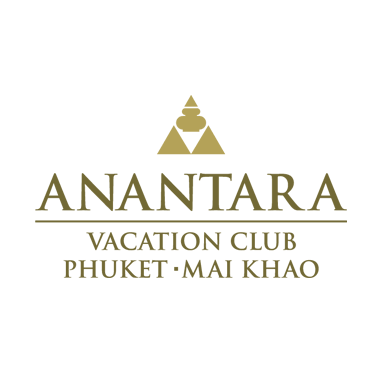 ANANTARA
VACATION CLUB
PHUKET · MAI KHAO